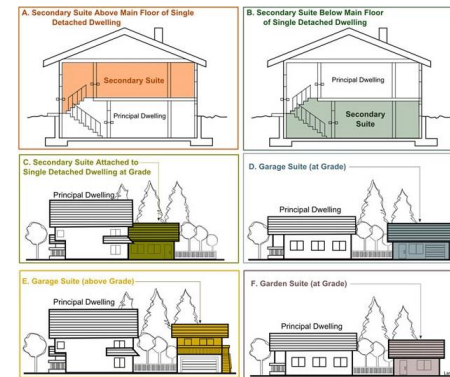 A. Secondary Suite Above Main Floor of Single
Detached Dwelling
Secondary Suite
Principal Dwelling
B. Secondary Suite Below Main Floor
of Single Detached Dwelling
Principal Dwelling
Secondary
Suite
C. Secondary Suite Attached to
Single Detached Dwelling at Grade
Principal Dwelling
D. Garage Suite (at Grade)
Principal Dwelling
E. Garage Suite (above Grade)
Principal Dwelling
F. Garden Suite (at Grade)
Principal Dwelling